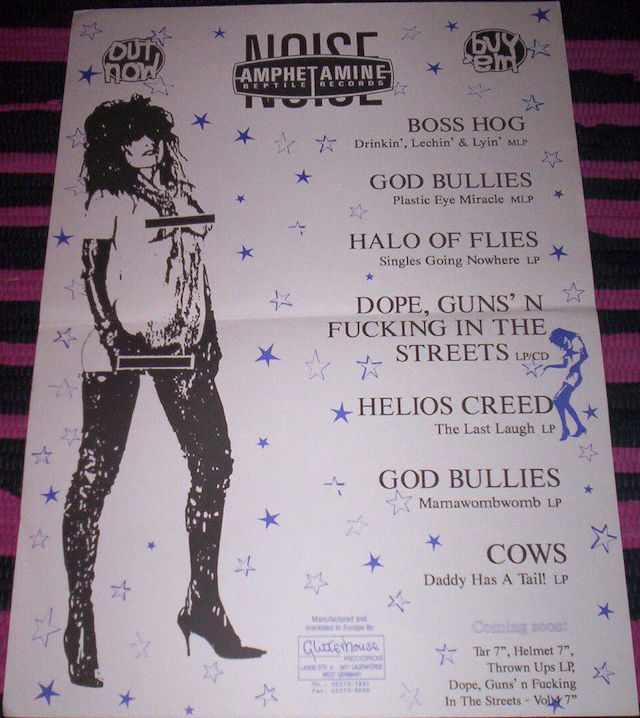 OUT
NOW
NOISE
AMPHETAMINE
REPTILE RECORDS
NOISE
BUY
'EM
BOSS HOG
Drinkin', Lechin' & Lyin' MLP
GOD BULLIES
Plastic Eye Miracle MLP
HALO OF FLIES
Singles Going Nowhere LP
DOPE, GUNS' N
FUCKING IN THE
STREETS LP/CD
HELIOS CREED
The Last Laugh LP
GOD BULLIES
Mamawombwomb LP
COWS
Daddy Has A Tail! LP
Manufactured and
marketed in Europe by
Glitterhouse
RECORDS
WEST GERMANY
Coming soon:
Tar 7", Helmet 7",
Thrown Ups LP,
Dope, Guns' n Fucking
In The Streets - Vol. 7"